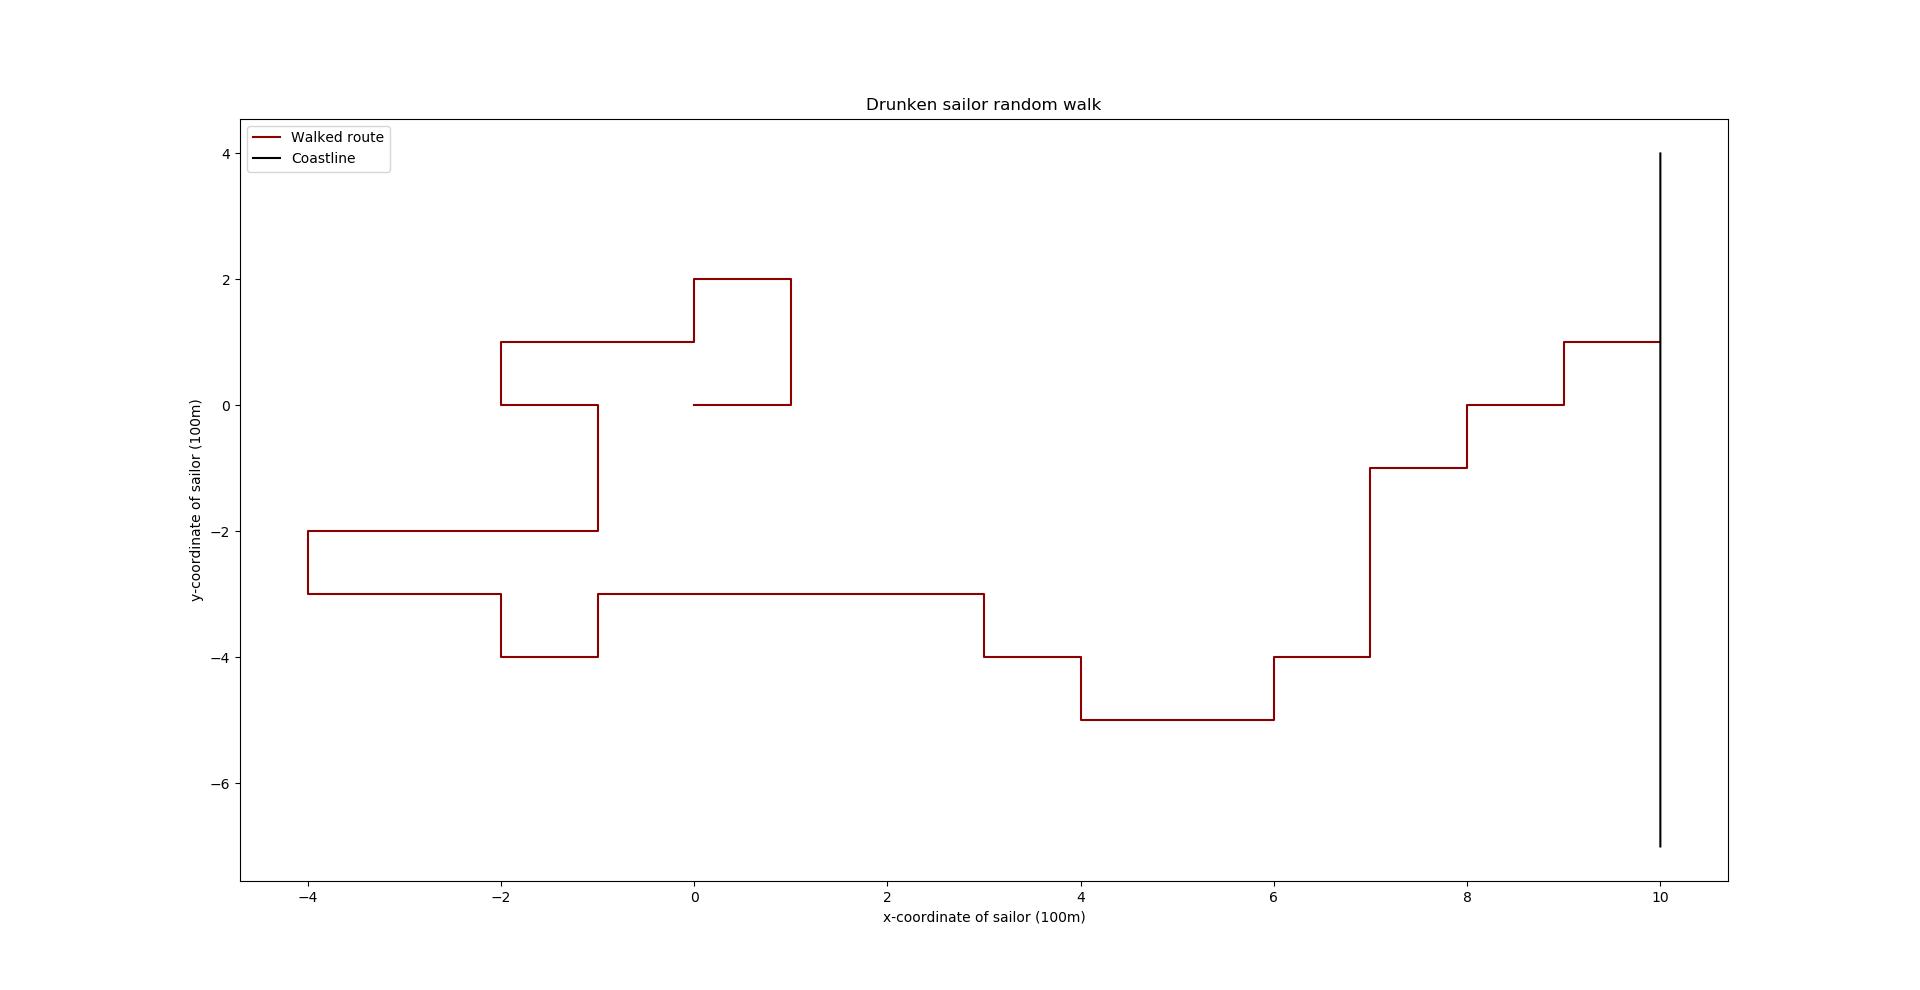 Drunken sailor random walk
Walked route
Coastline
4
2
0
−2
−4
−6
y-coordinate of sailor (100m)
−4 −2 0 2 4 6 8 10
x-coordinate of sailor (100m)